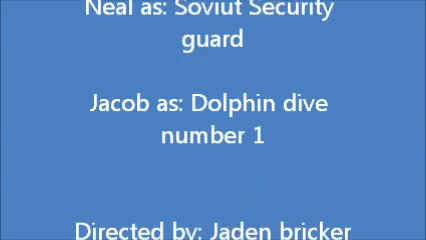 Neal as: Soviut Security
guard
Jacob as: Dolphin dive
number 1
Directed by: Jaden bricker